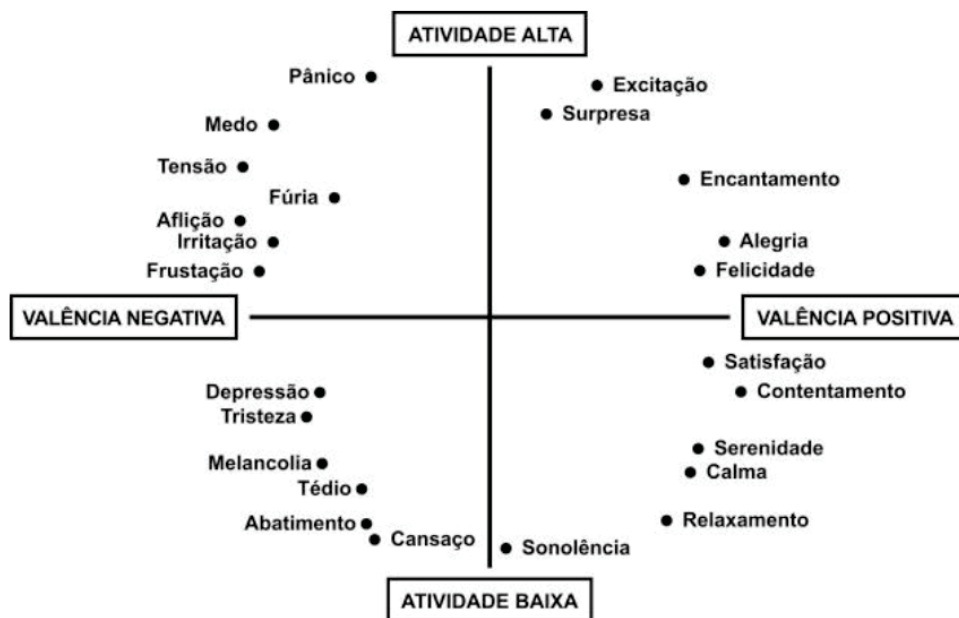 ATIVIDADE ALTA
Pânico
Excitação
Surpresa
Medo
Tensão
Encantamento
Fúria
Aflição
Irritação
Alegria
Frustação
Felicidade
VALÊNCIA NEGATIVA
VALÊNCIA POSITIVA
Satisfação
Depressão
Contentamento
Tristeza
Serenidade
Melancolia
Calma
Tédio
Abatimento
Relaxamento
Cansaço
Sonolência
ATIVIDADE BAIXA